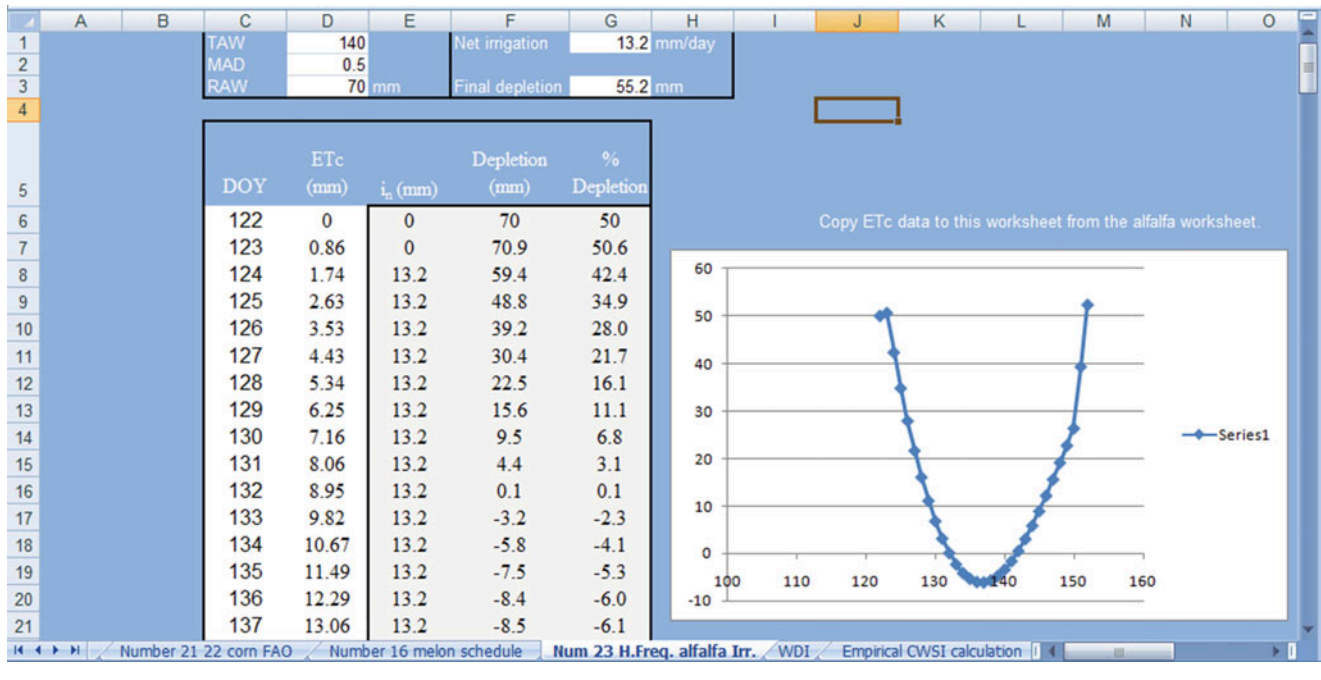 A B C D E F G H I J K L M N O
1 TAW 140 Net irrigation 13.2 mm/day
2 MAD 0.5
3 RAW 70 mm Final depletion 55.2 mm
4
ETc Depletion %
5 DOY (mm) in (mm) (mm) Depletion
6 122 0 0 70 50 Copy ETc data to this worksheet from the alfalfa worksheet.
7 123 0.86 0 70.9 50.6
8 124 1.74 13.2 59.4 42.4
9 125 2.63 13.2 48.8 34.9
10 126 3.53 13.2 39.2 28.0
11 127 4.43 13.2 30.4 21.7
12 128 5.34 13.2 22.5 16.1
13 129 6.25 13.2 15.6 11.1
14 130 7.16 13.2 9.5 6.8
15 131 8.06 13.2 4.4 3.1
16 132 8.95 13.2 0.1 0.1
17 133 9.82 13.2 -3.2 -2.3
18 134 10.67 13.2 -5.8 -4.1
19 135 11.49 13.2 -7.5 -5.3
20 136 12.29 13.2 -8.4 -6.0
21 137 13.06 13.2 -8.5 -6.1
60
50
40
30
20
10
0
-10
100 110 120 130 140 150 160
Series1
Number 21 22 corn FAO Number 16 melon schedule Num 23 H.Freq. alfalfa Irr. WDI Empirical CWSI calculation